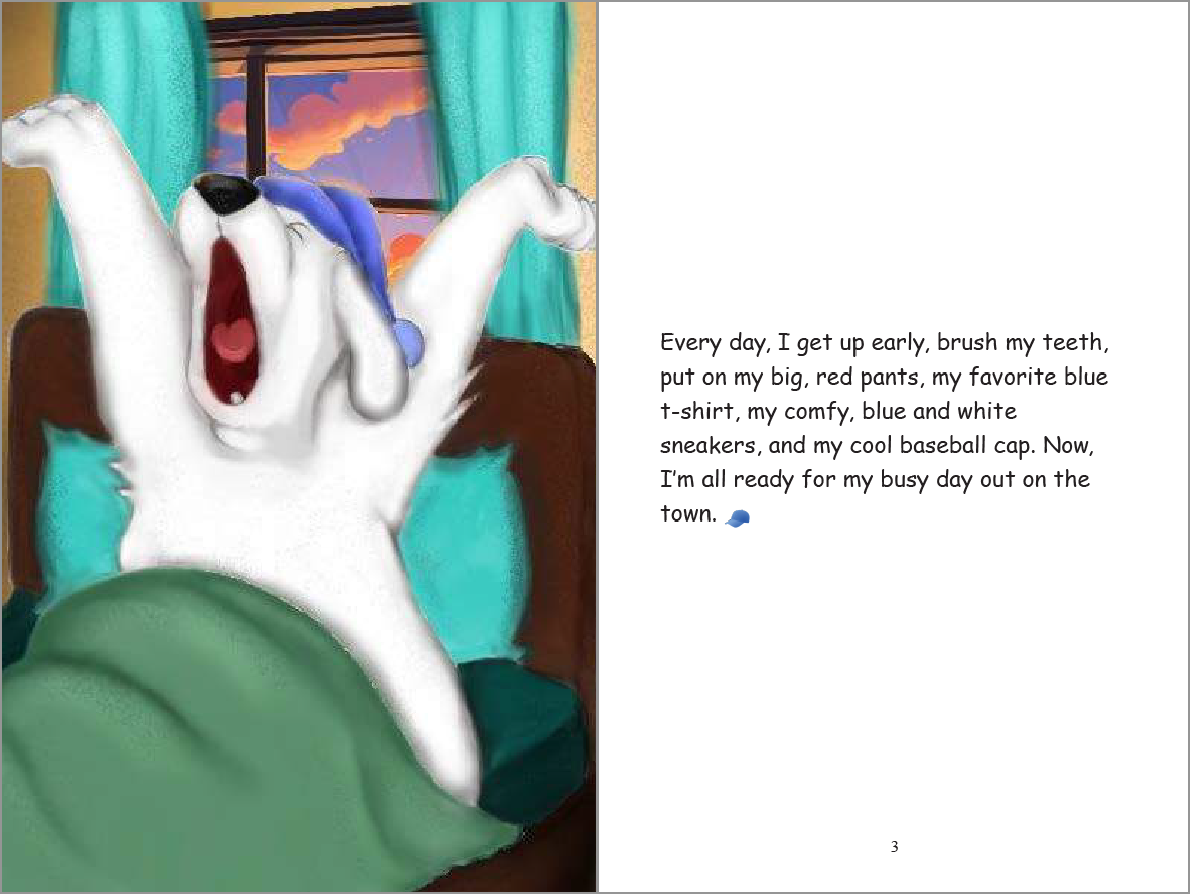 Every day, I get up early, brush my teeth,
put on my big, red pants, my favorite blue
t-shirt, my comfy, blue and white
sneakers, and my cool baseball cap. Now,
I'm all ready for my busy day out on the
town.
3